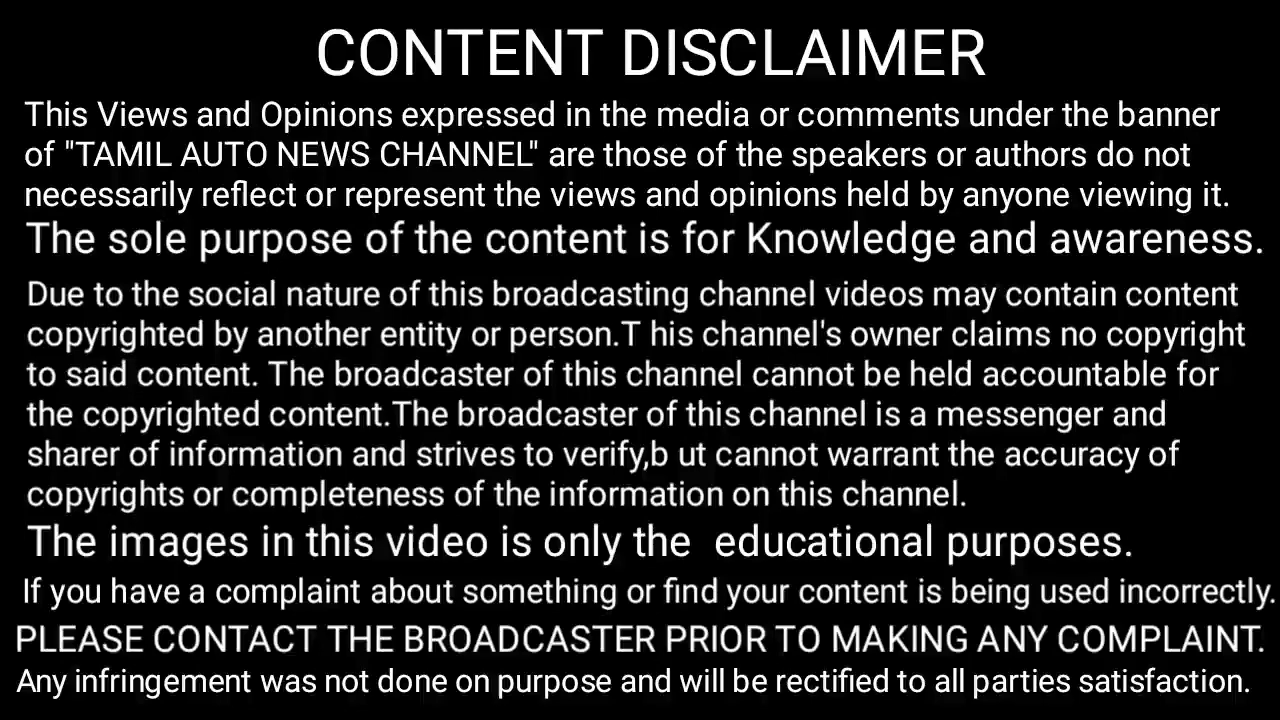 CONTENT DISCLAIMER
This Views and Opinions expressed in the media or comments under the banner
of "TAMIL AUTO NEWS CHANNEL" are those of the speakers or authors do not
necessarily reflect or represent the views and opinions held by anyone viewing it.
The sole purpose of the content is for Knowledge and awareness.
Due to the social nature of this broadcasting channel videos may contain content
copyrighted by another entity or person.T his channel's owner claims no copyright
to said content. The broadcaster of this channel cannot be held accountable for
the copyrighted content.The broadcaster of this channel is a messenger and
sharer of information and strives to verify,b ut cannot warrant the accuracy of
copyrights or completeness of the information on this channel.
The images in this video is only the  educational purposes.
If you have a complaint about something or find your content is being used incorrectly.
PLEASE CONTACT THE BROADCASTER PRIOR TO MAKING ANY COMPLAINT.
Any infringement was not done on purpose and will be rectified to all parties satisfaction.